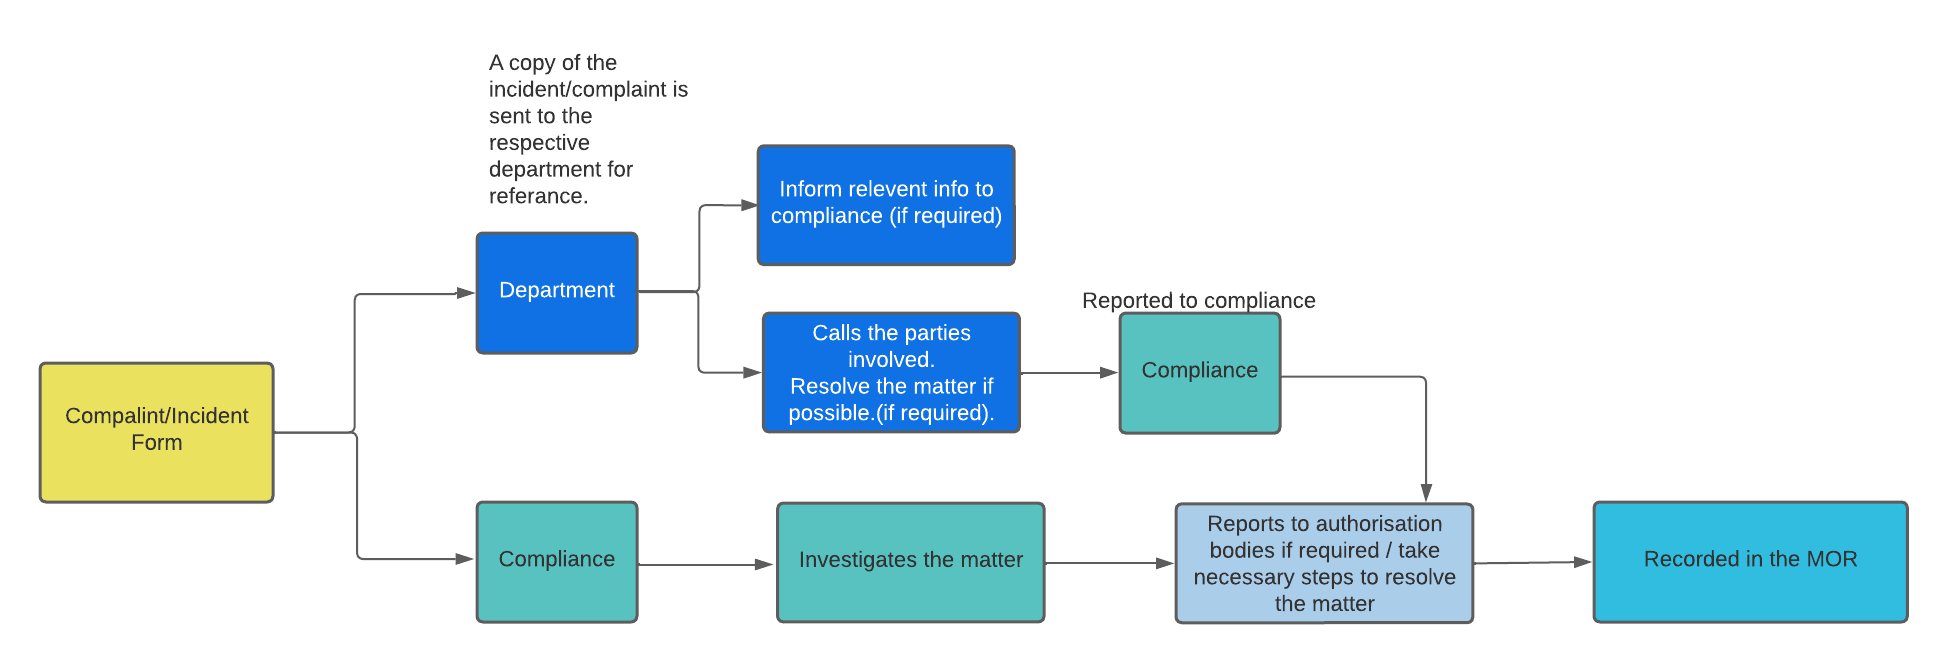 A copy of the
incident/complaint is
sent to the
respective
department for
referance.
Inform relevent info to
compliance (if required)
Department
Reported to compliance
Calls the parties
involved.
Resolve the matter if
possible.(if required).
Compliance
Compalint/Incident
Form
Compliance
Investigates the matter
Reports to authorisation
bodies if required / take
necessary steps to resolve
the matter
Recorded in the MOR